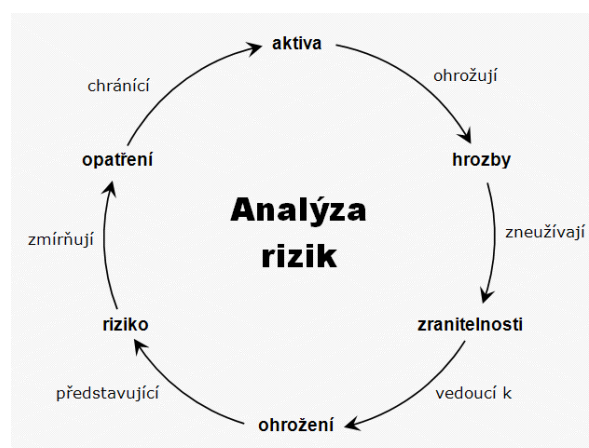 aktiva
ohrožují
hrozby
zneužívají
zranitelnosti
vedoucí k
ohrožení
představující
riziko
zmírňují
opatření
chránící
Analýza
rizik